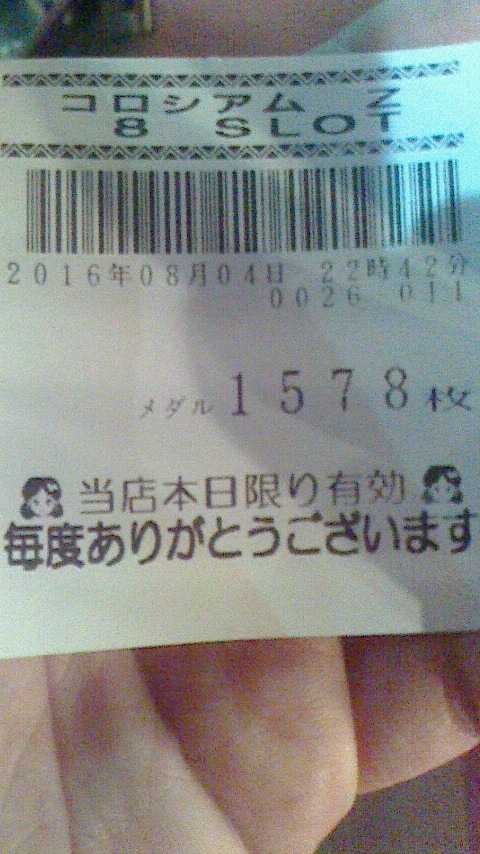 コロシアム Z
8 SLOT
2016年08月04日 22時42分
0026 011
メダル 1578枚
当店本日限り有効
毎度ありがとうございます